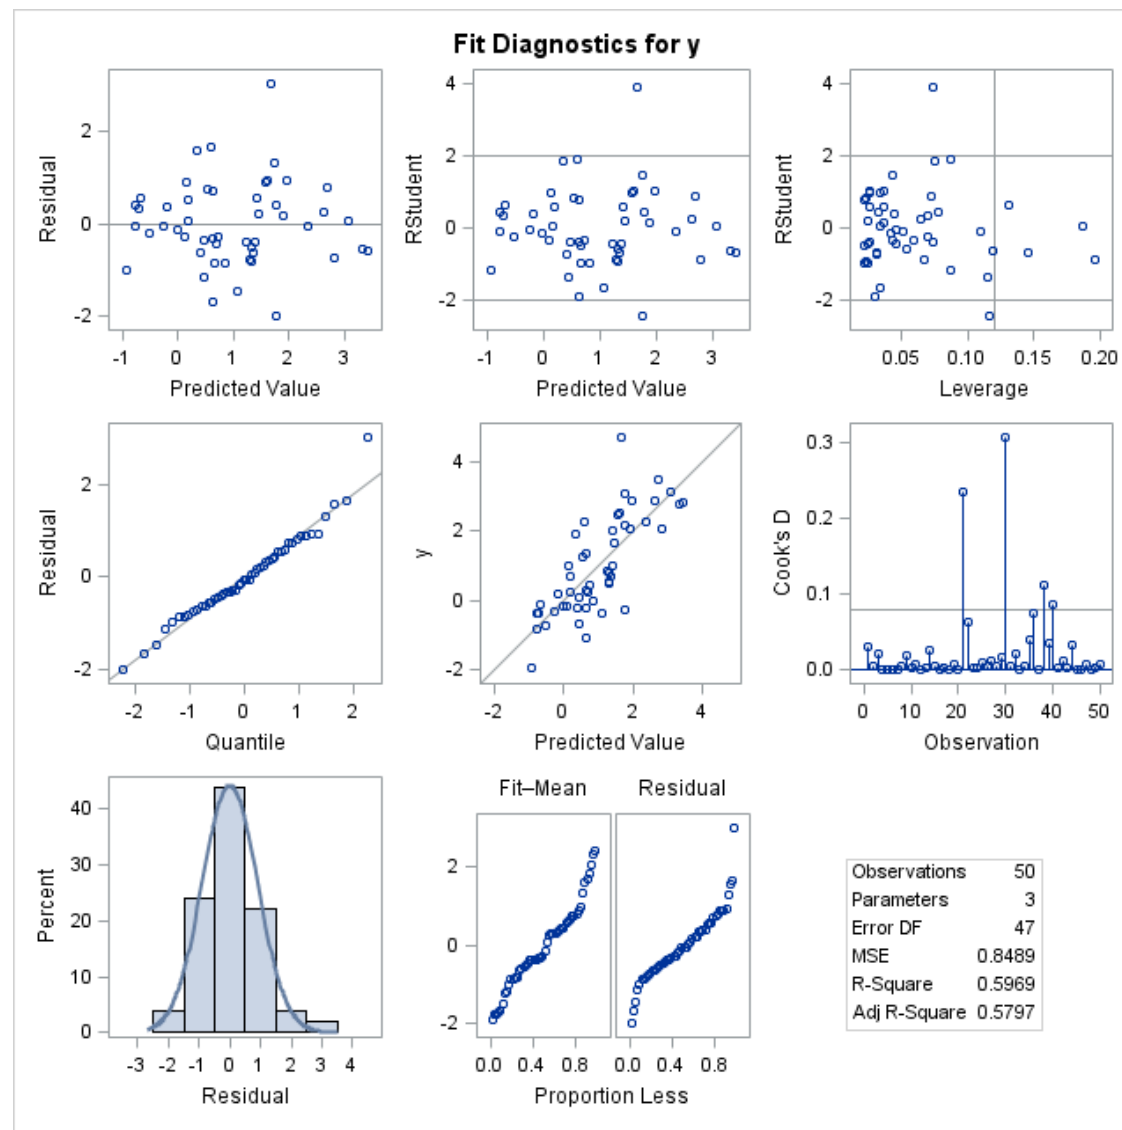 Fit Diagnostics for y
Residual
2
0
-2
-1 0 1 2 3
Predicted Value
RStudent
4
2
0
-2
-1 0 1 2 3
Predicted Value
RStudent
4
2
0
-2
0.05 0.10 0.15 0.20
Leverage
Residual
2
0
-2
-2 -1 0 1 2
Quantile
y
4
2
0
-2
-2 0 2 4
Predicted Value
Cook's D
0.3
0.2
0.1
0.0
0 10 20 30 40 50
Observation
Percent
40
30
20
10
0
-3 -2 -1 0 1 2 3 4
Residual
Fit–Mean Residual
2
0
-2
0.0 0.4 0.8 0.0 0.4 0.8
Proportion Less
Observations 50
Parameters 3
Error DF 47
MSE 0.8489
R-Square 0.5969
Adj R-Square 0.5797